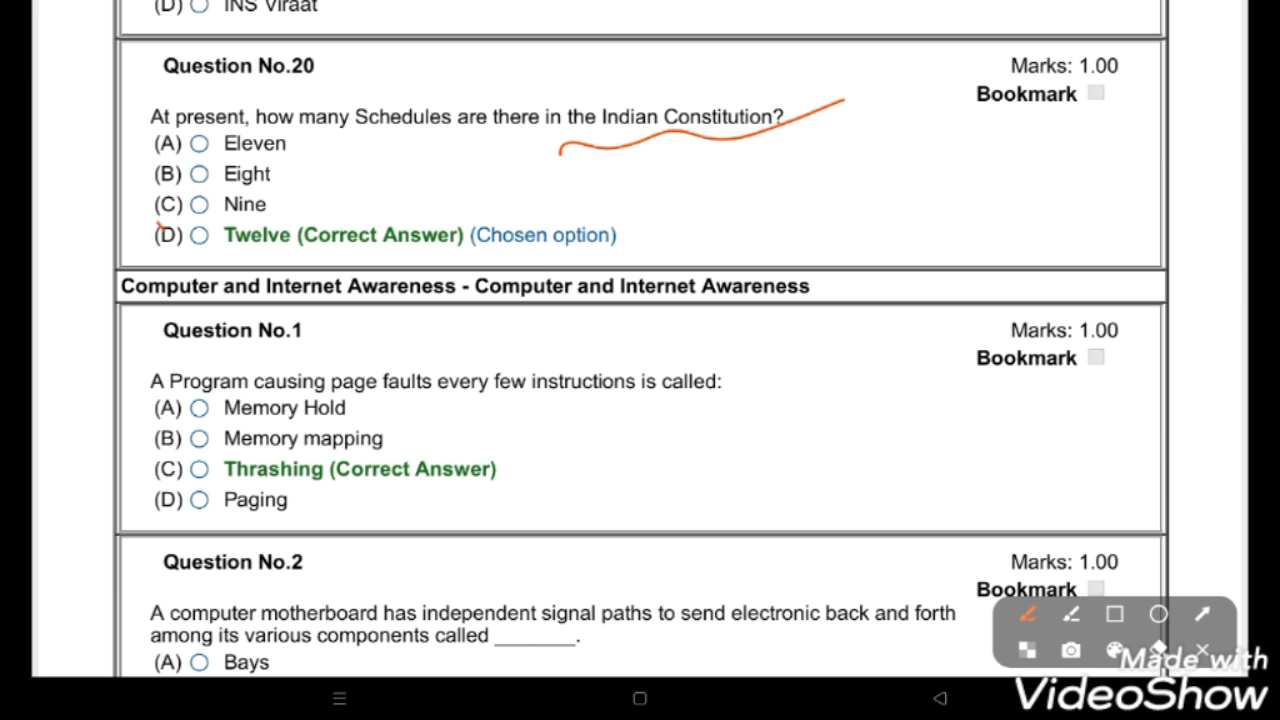 (D) INS Viraat
Question No.20 Marks: 1.00
Bookmark
At present, how many Schedules are there in the Indian Constitution?
(A) Eleven
(B) Eight
(C) Nine
(D) Twelve (Correct Answer) (Chosen option)
Computer and Internet Awareness - Computer and Internet Awareness
Question No.1 Marks: 1.00
Bookmark
A Program causing page faults every few instructions is called:
(A) Memory Hold
(B) Memory mapping
(C) Thrashing (Correct Answer)
(D) Paging
Question No.2 Marks: 1.00
Bookmark
A computer motherboard has independent signal paths to send electronic back and forth
among its various components called _______.
(A) Bays
Made with
VideoShow